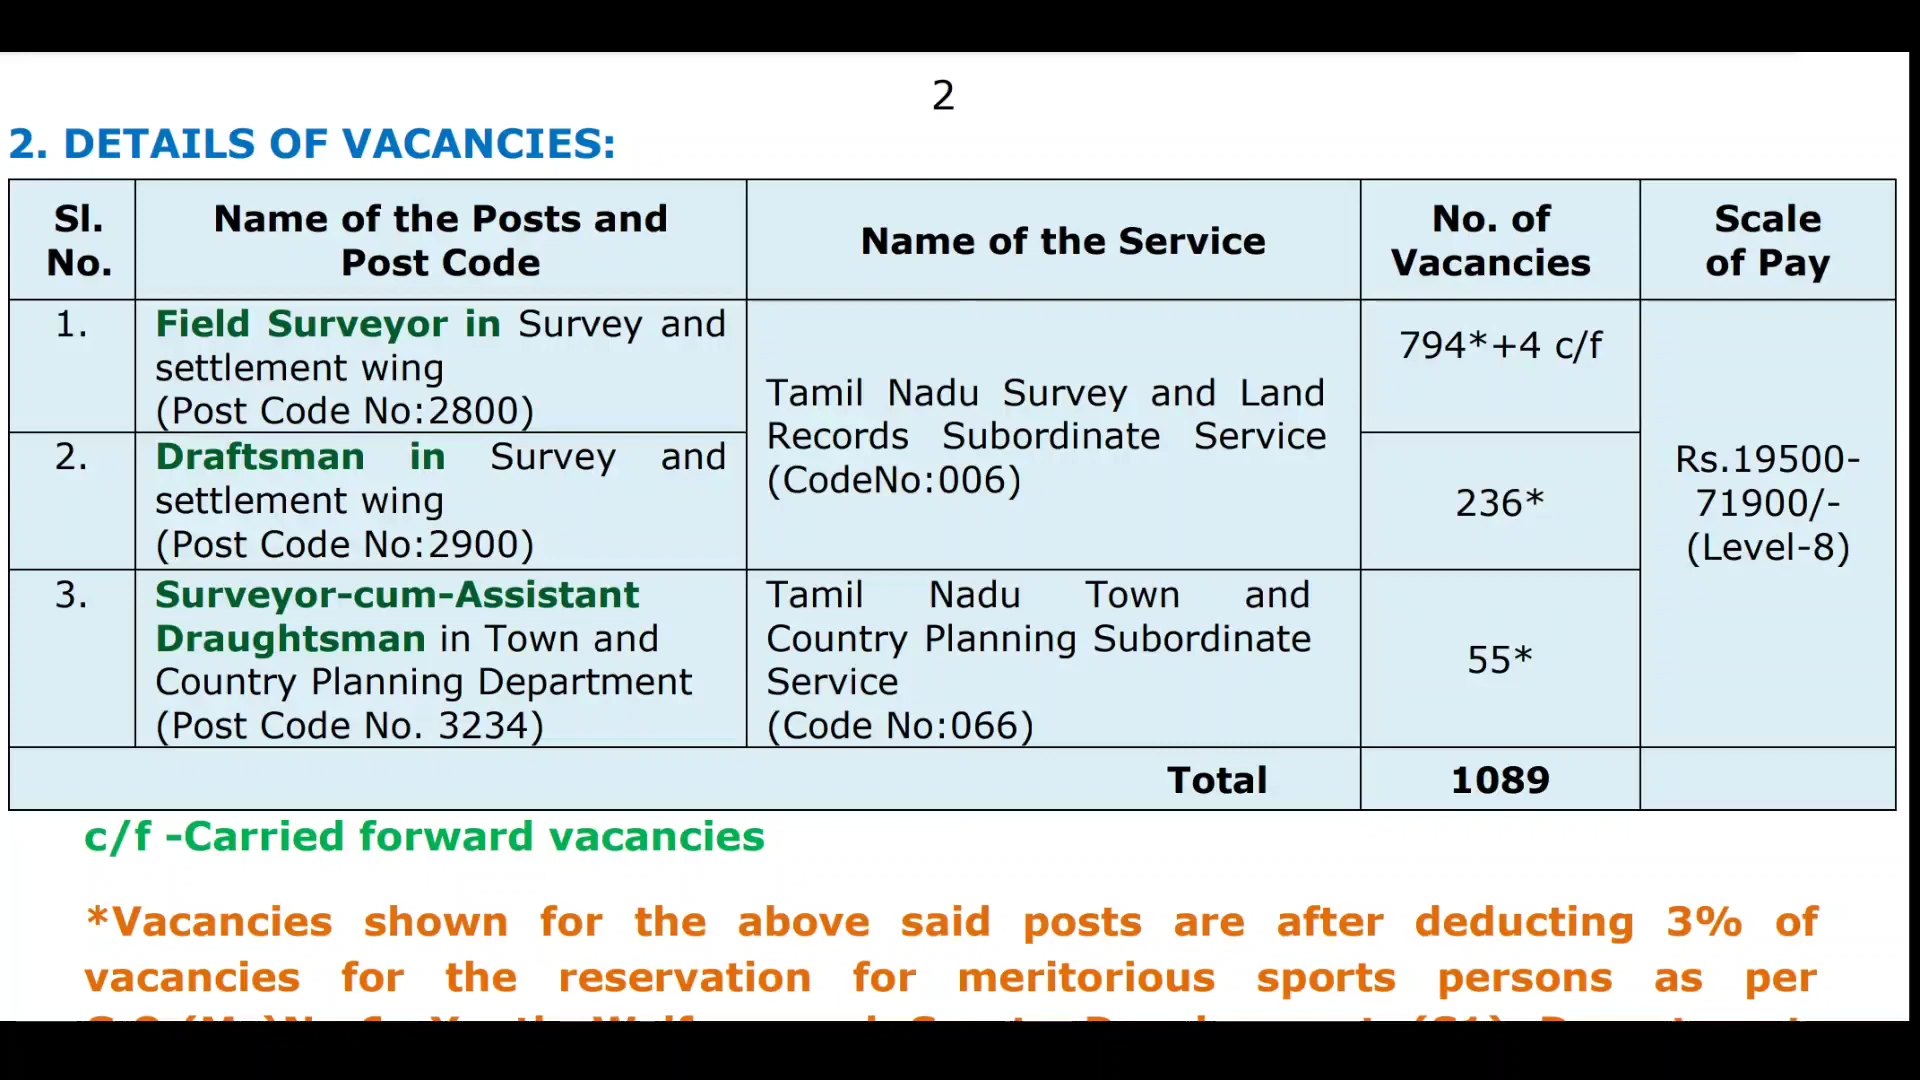 2
2. DETAILS OF VACANCIES:
Sl.
No.
Name of the Posts and
Post Code
Name of the Service
No. of
Vacancies
Scale
of Pay
1.
Field Surveyor in Survey and
settlement wing
(Post Code No:2800)
Tamil Nadu Survey and Land
Records Subordinate Service
(CodeNo:006)
794*+4 c/f
Rs.19500-
71900/-
(Level-8)
2.
Draftsman in Survey and
settlement wing
(Post Code No:2900)
236*
3.
Surveyor-cum-Assistant
Draughtsman in Town and
Country Planning Department
(Post Code No. 3234)
Tamil Nadu Town and
Country Planning Subordinate
Service
(Code No:066)
55*
Total 1089
c/f -Carried forward vacancies
*Vacancies shown for the above said posts are after deducting 3% of
vacancies for the reservation for meritorious sports persons as per